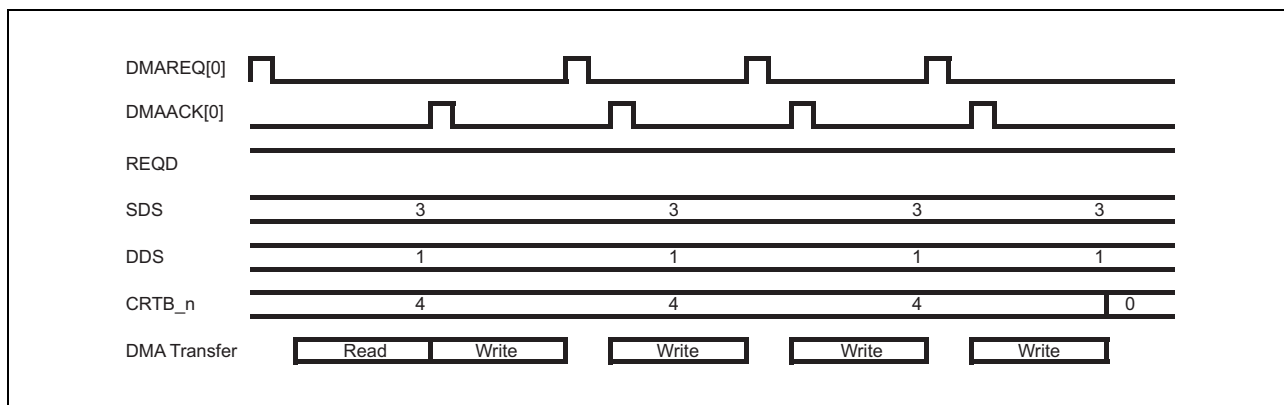 DMAREQ[0]
DMAACK[0]
REQD
SDS 3 3 3 3
DDS 1 1 1 1
CRTB_n 4 4 4 0
DMA Transfer Read Write Write Write Write